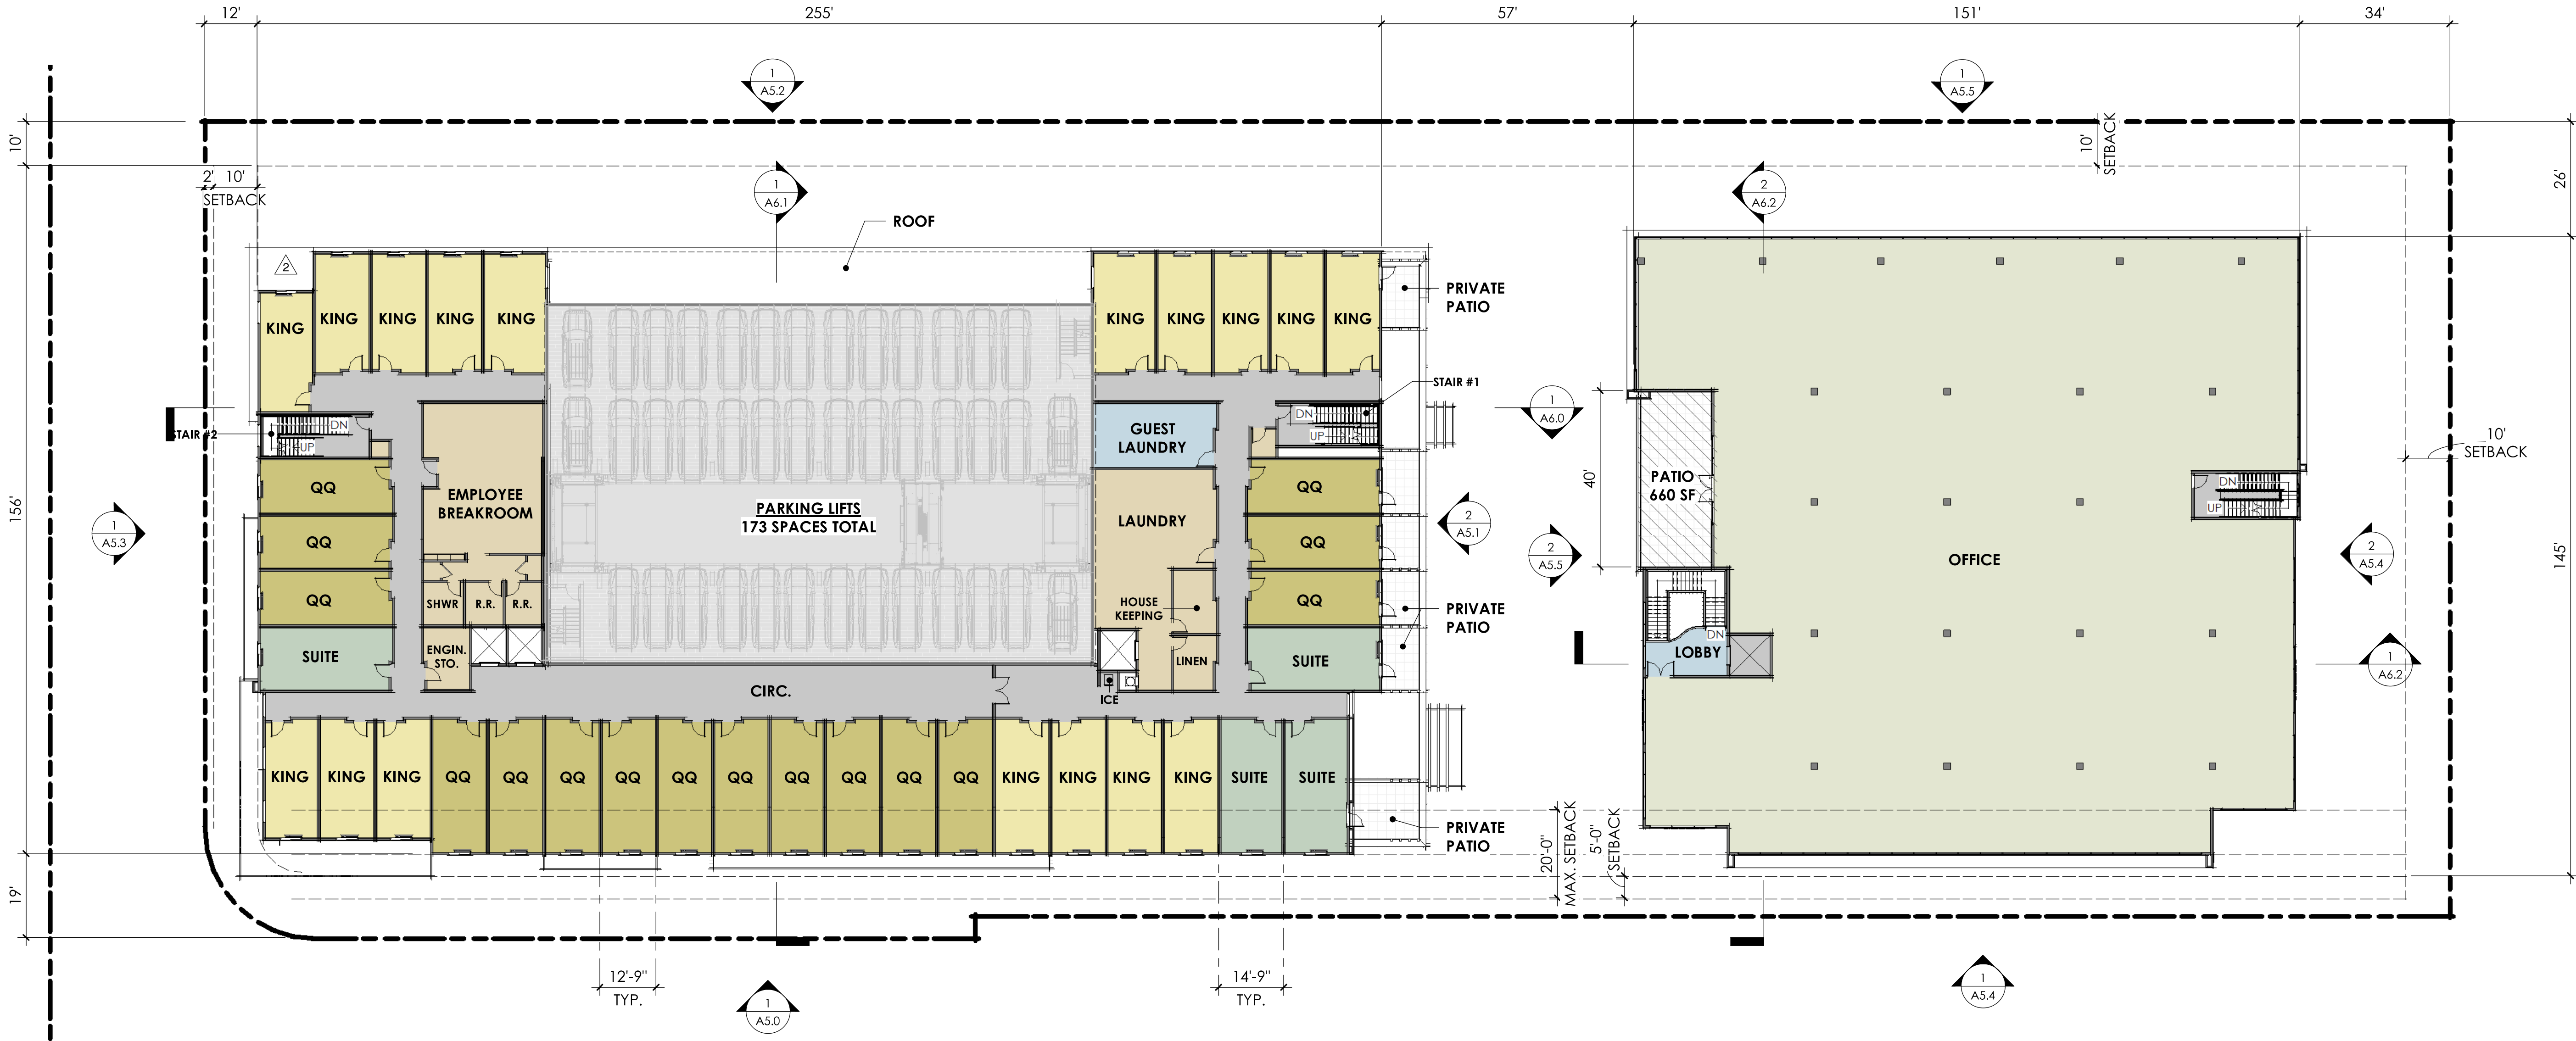 12'
255'
57'
151'
34'
1
A5.2
1
A5.5
10'
10'
SETBACK
26'
2' 10'
SETBACK
1
A6.1
2
A6.2
ROOF
2
KING
KING
KING
KING
KING
KING
KING
KING
KING
KING
PRIVATE
PATIO
STAIR #1
1
A6.0
STAIR #2
DN
UP
DN
UP
GUEST
LAUNDRY
10'
SETBACK
40'
PATIO
660 SF
DN
UP
QQ
EMPLOYEE
BREAKROOM
PARKING LIFTS
173 SPACES TOTAL
LAUNDRY
QQ
156'
1
A5.3
QQ
QQ
2
A5.1
2
A5.5
OFFICE
2
A5.4
145'
QQ
SHWR
R.R.
R.R.
HOUSE
KEEPING
QQ
PRIVATE
PATIO
SUITE
ENGIN.
STO.
LINEN
SUITE
DN
LOBBY
1
A6.2
CIRC.
ICE
KING
KING
KING
QQ
QQ
QQ
QQ
QQ
QQ
QQ
QQ
QQ
QQ
KING
KING
KING
KING
SUITE
SUITE
PRIVATE
PATIO
20'-0"
MAX. SETBACK
5'-0"
SETBACK
19'
12'-9"
TYP.
14'-9"
TYP.
1
A5.0
1
A5.4